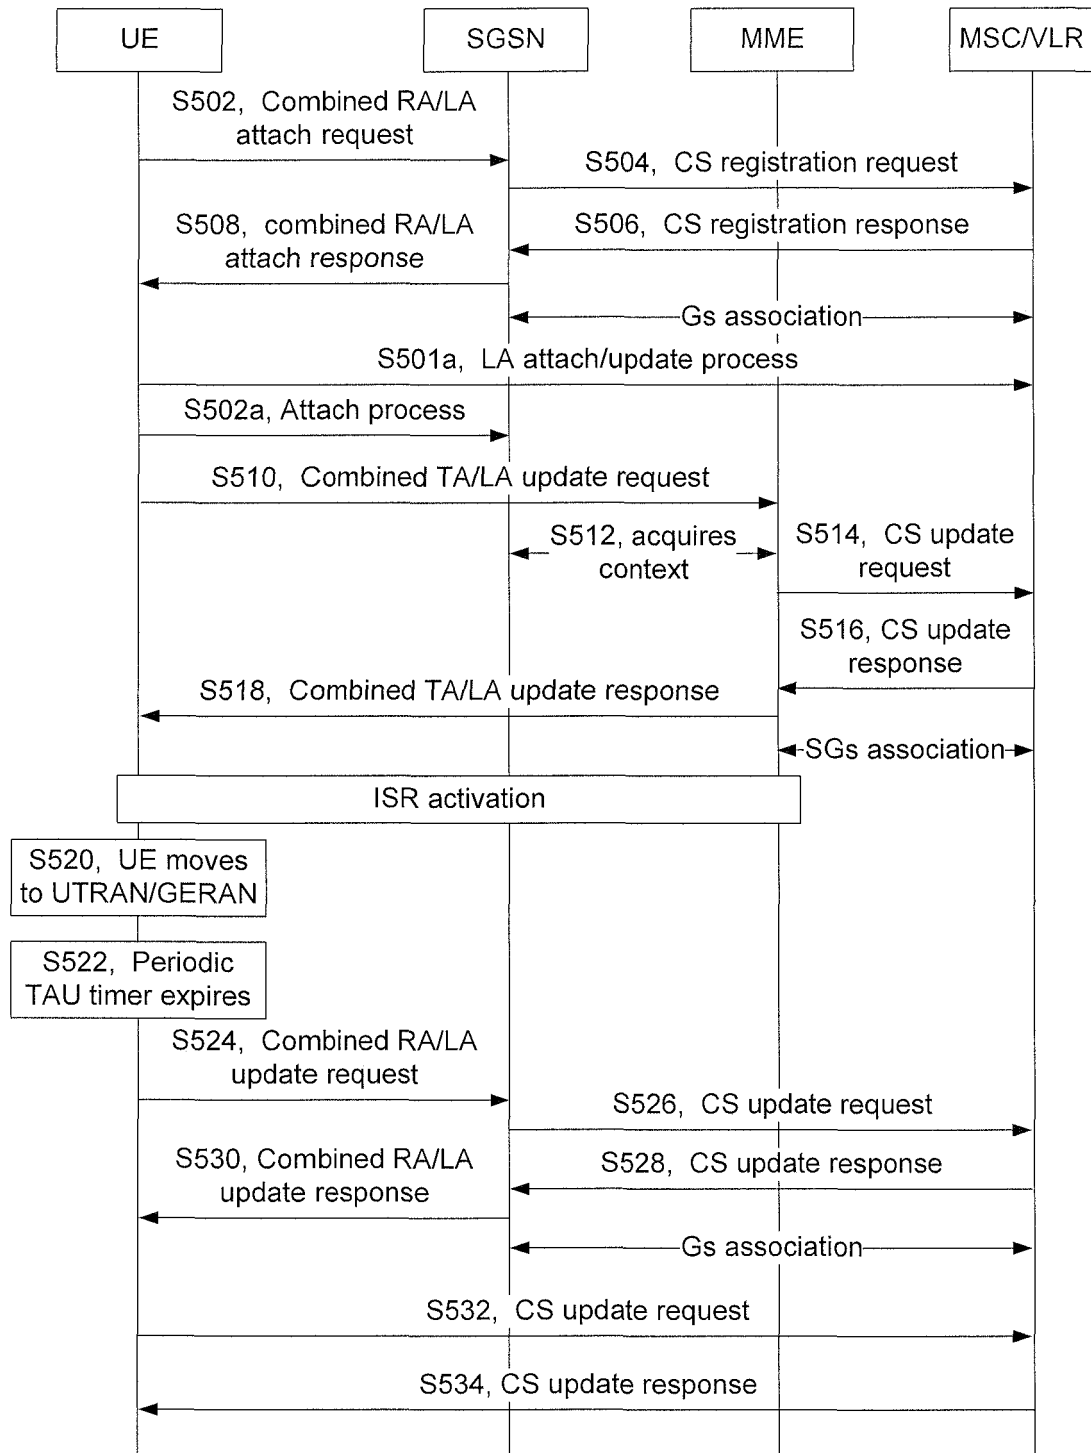 UE
SGSN
MME
MSC/VLR
S502, Combined RA/LA
attach request
S504, CS registration request
S508, combined RA/LA
attach response
S506, CS registration response
Gs association
S501a, LA attach/update process
S502a, Attach process
S510, Combined TA/LA update request
S512, acquires
context
S514, CS update
request
S516, CS update
response
S518, Combined TA/LA update response
SGs association
ISR activation
S520, UE moves
to UTRAN/GERAN
S522, Periodic
TAU timer expires
S524, Combined RA/LA
update request
S526, CS update request
S530, Combined RA/LA
update response
S528, CS update response
Gs association
S532, CS update request
S534, CS update response